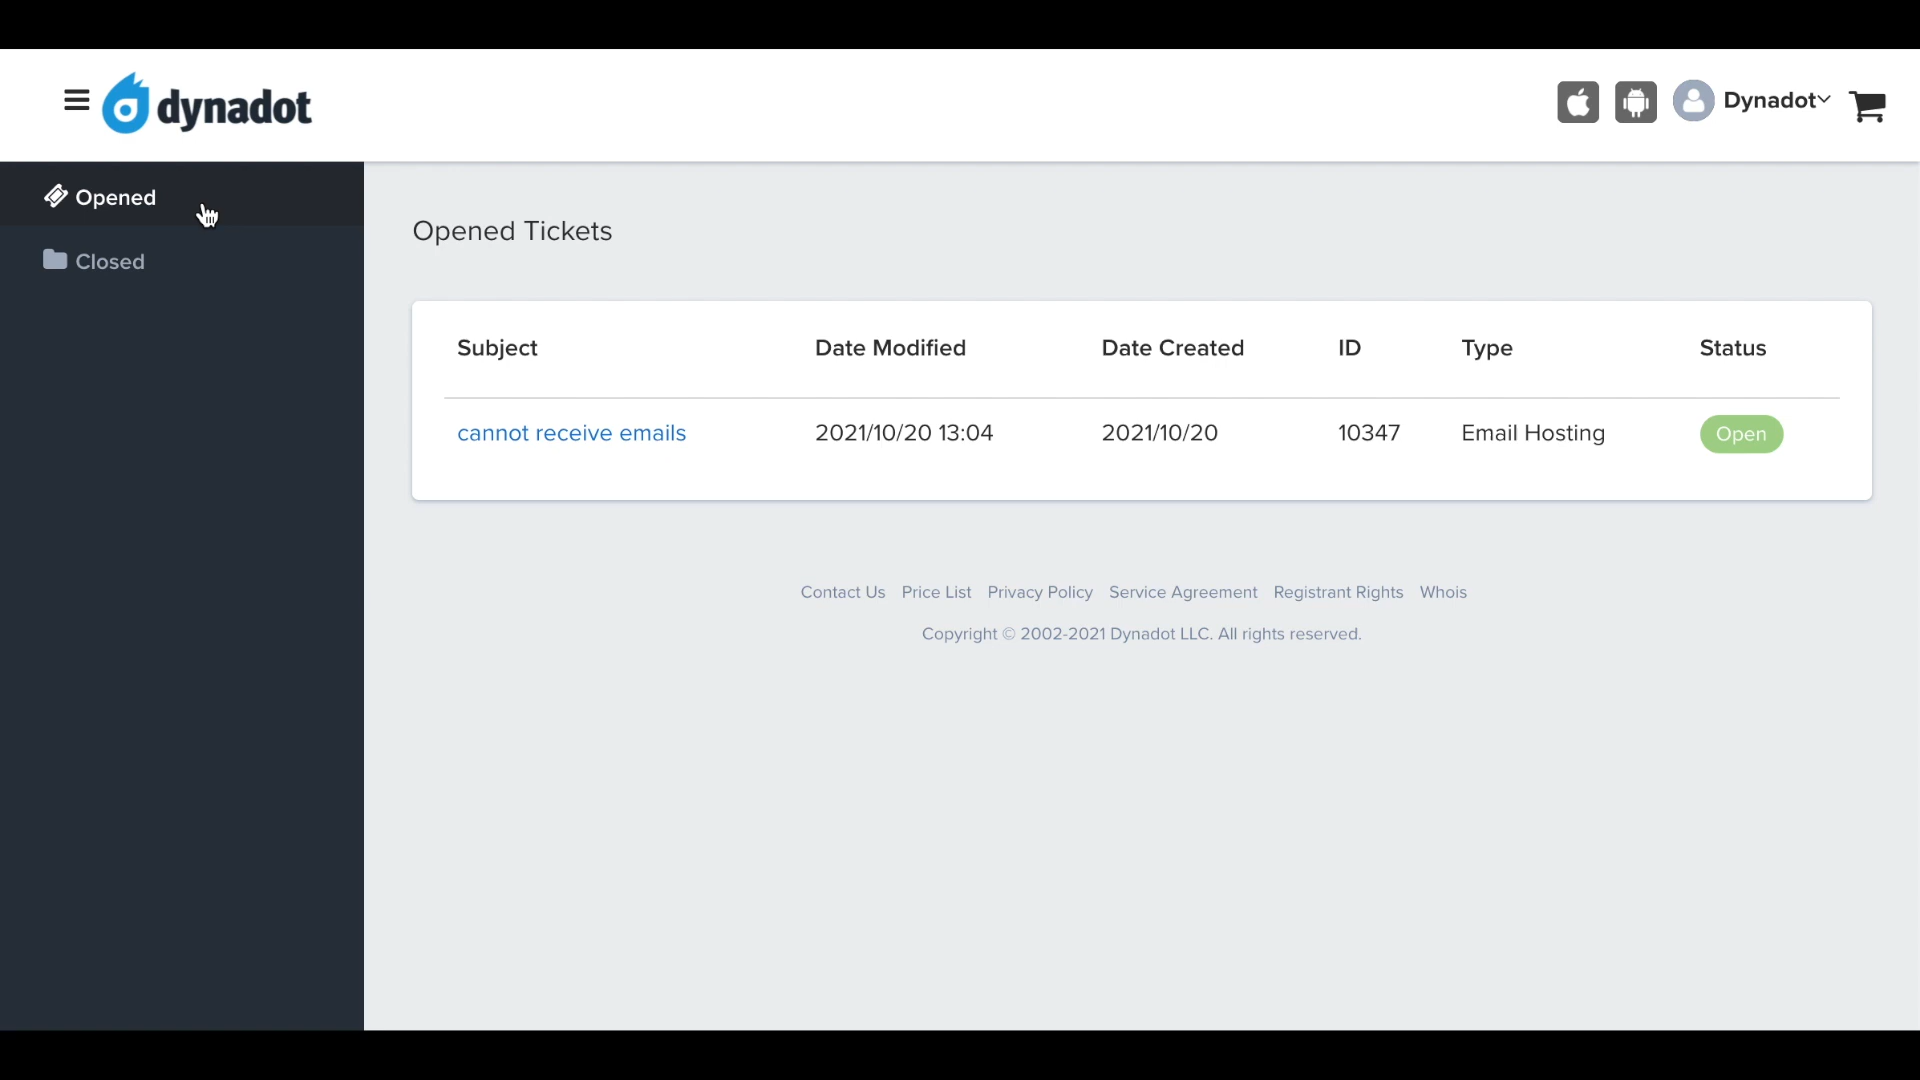 dynadot
Dynadot
Opened
Closed
Opened Tickets
Subject Date Modified Date Created ID Type Status
cannot receive emails 2021/10/20 13:04 2021/10/20 10347 Email Hosting Open
Contact Us Price List Privacy Policy Service Agreement Registrant Rights Whois
Copyright © 2002-2021 Dynadot LLC. All rights reserved.